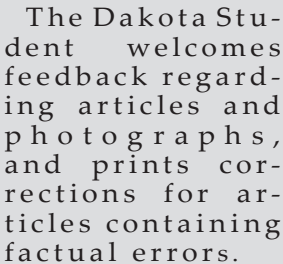 The Dakota Stu-
dent welcomes
feedback regard-
ing articles and
photographs,
and prints cor-
rections for ar-
ticles containing
factual errors.